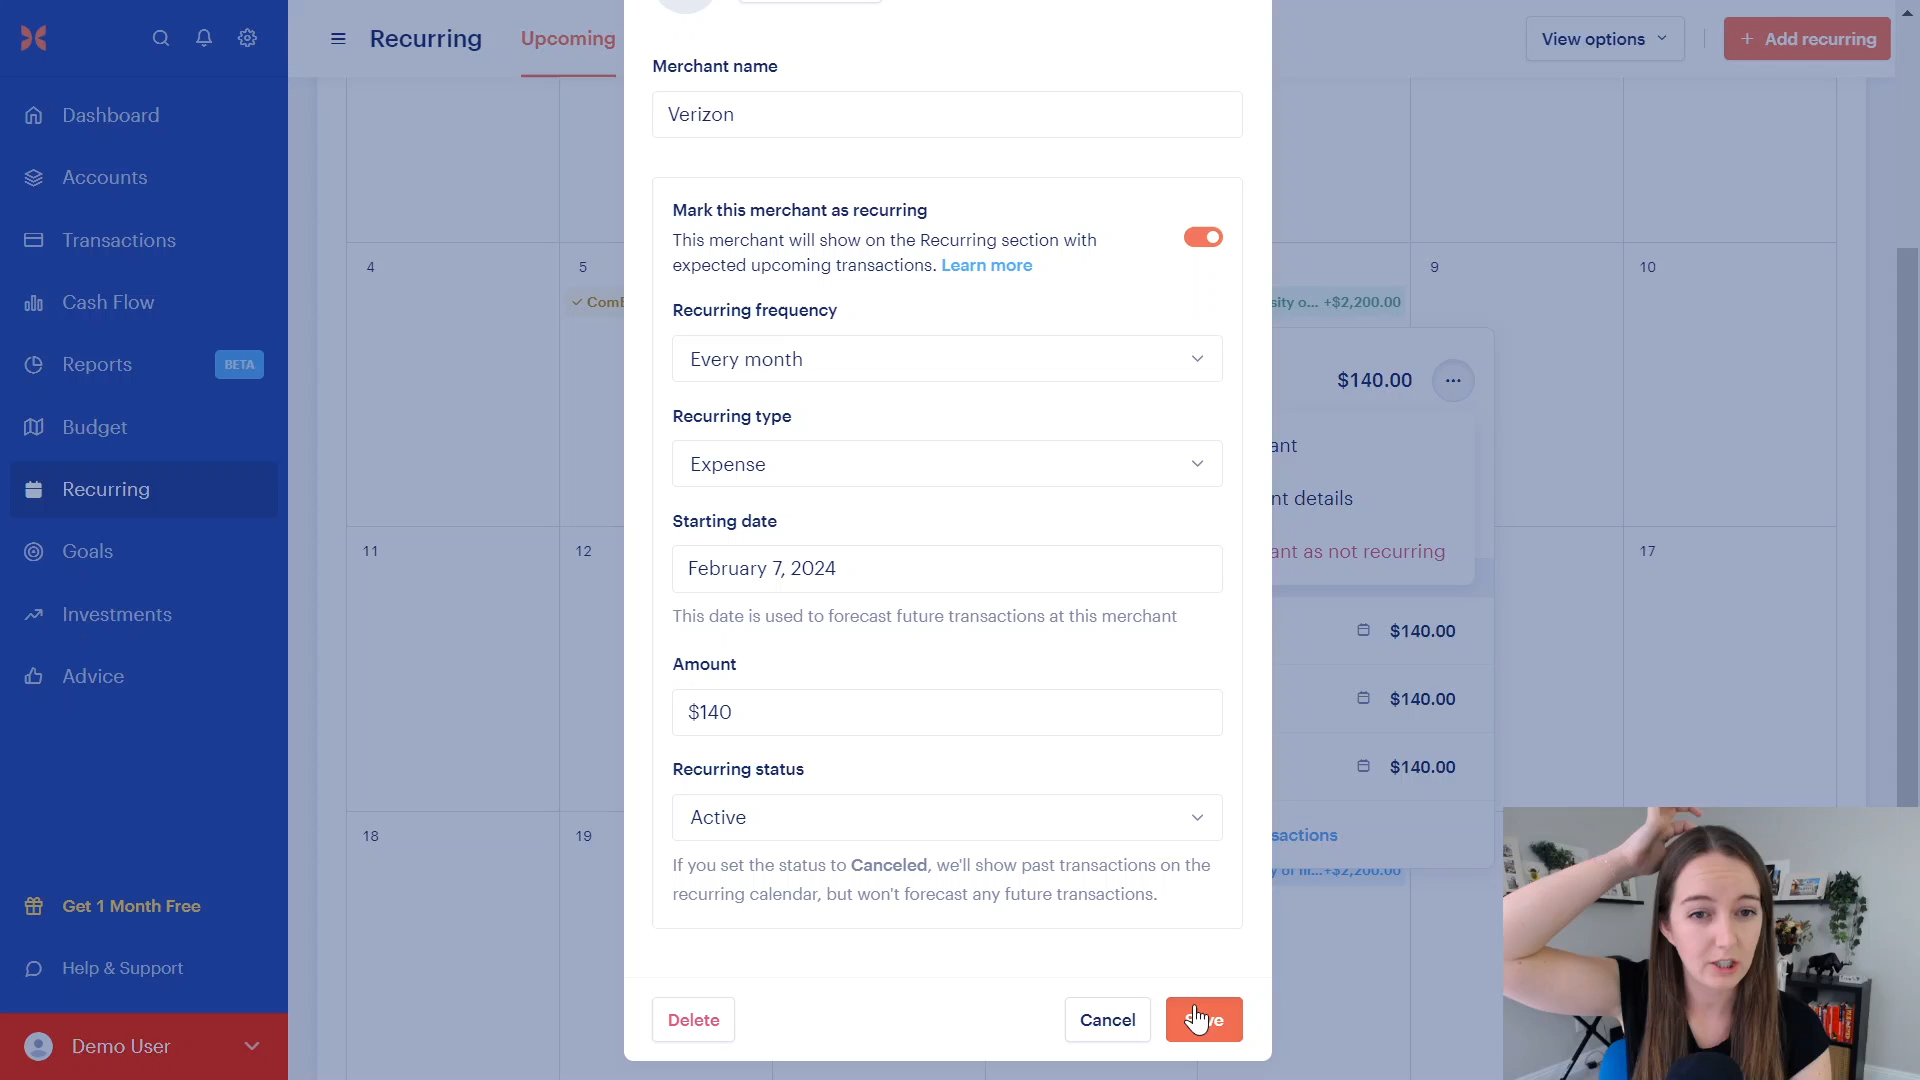 Recurring
Upcoming
View options
+ Add recurring
Dashboard
Accounts
Transactions
Cash Flow
Reports
BETA
Budget
Recurring
Goals
Investments
Advice
Get 1 Month Free
Help & Support
Demo User
Merchant name
Verizon
Mark this merchant as recurring
This merchant will show on the Recurring section with
expected upcoming transactions. Learn more
Recurring frequency
Every month
Recurring type
Expense
Starting date
February 7, 2024
This date is used to forecast future transactions at this merchant
Amount
$140
Recurring status
Active
If you set the status to Canceled, we'll show past transactions on the
recurring calendar, but won't forecast any future transactions.
Delete
Cancel
4
5
9
10
11
12
17
18
19
+$2,200.00
$140.00
details
as not recurring
$140.00
$140.00
$140.00
+$2,200.00